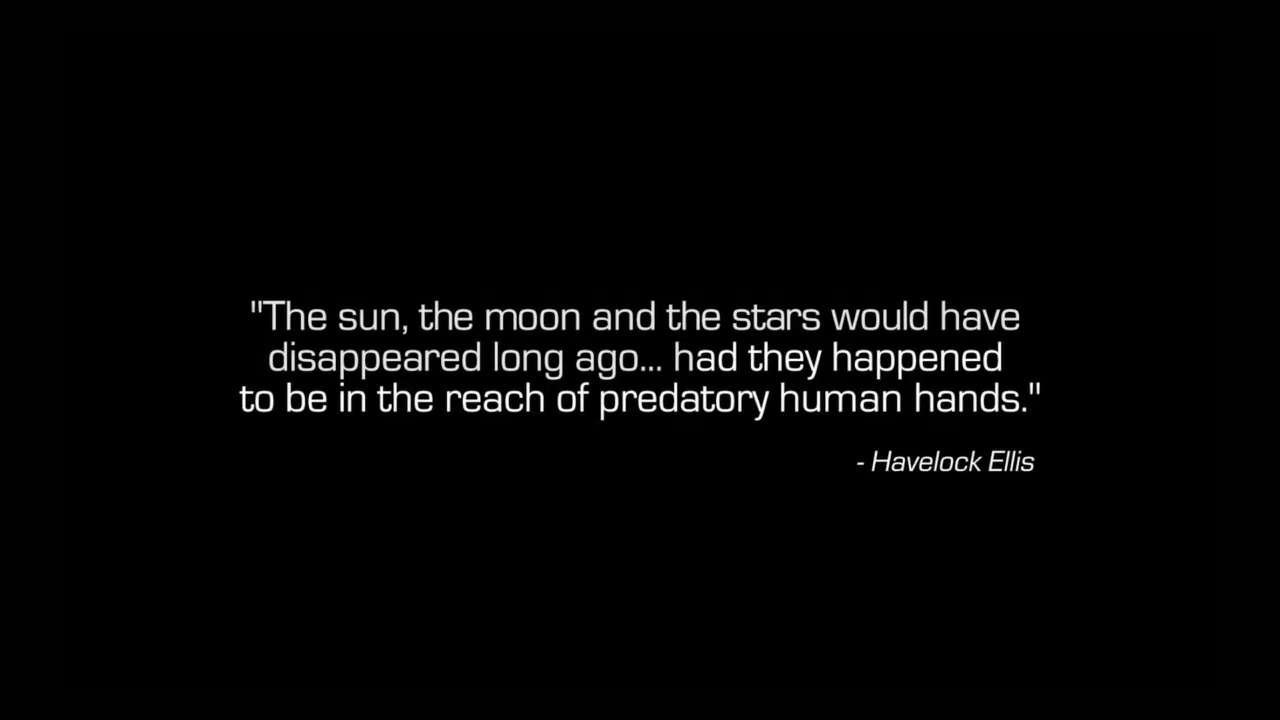 "The sun, the moon and the stars would have
disappeared long ago... had they happened
to be in the reach of predatory human hands."
- Havelock Ellis